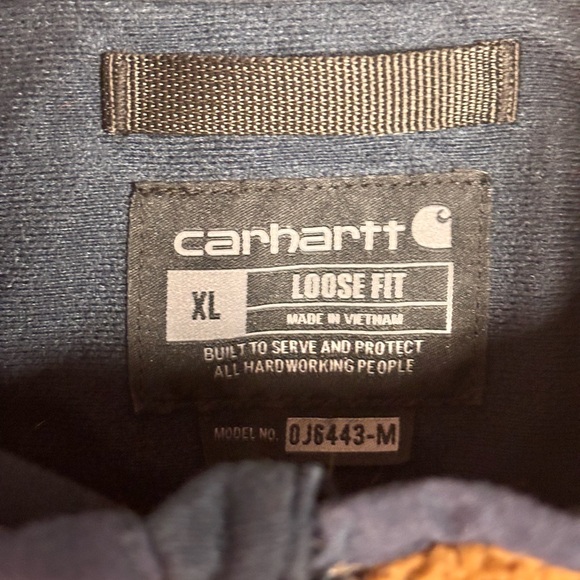 carhartt
XL
LOOSE FIT
MADE IN VIETNAM
BUILT TO SERVE AND PROTECT
ALL HARDWORKING PEOPLE
MODEL NO. OJ6443-M